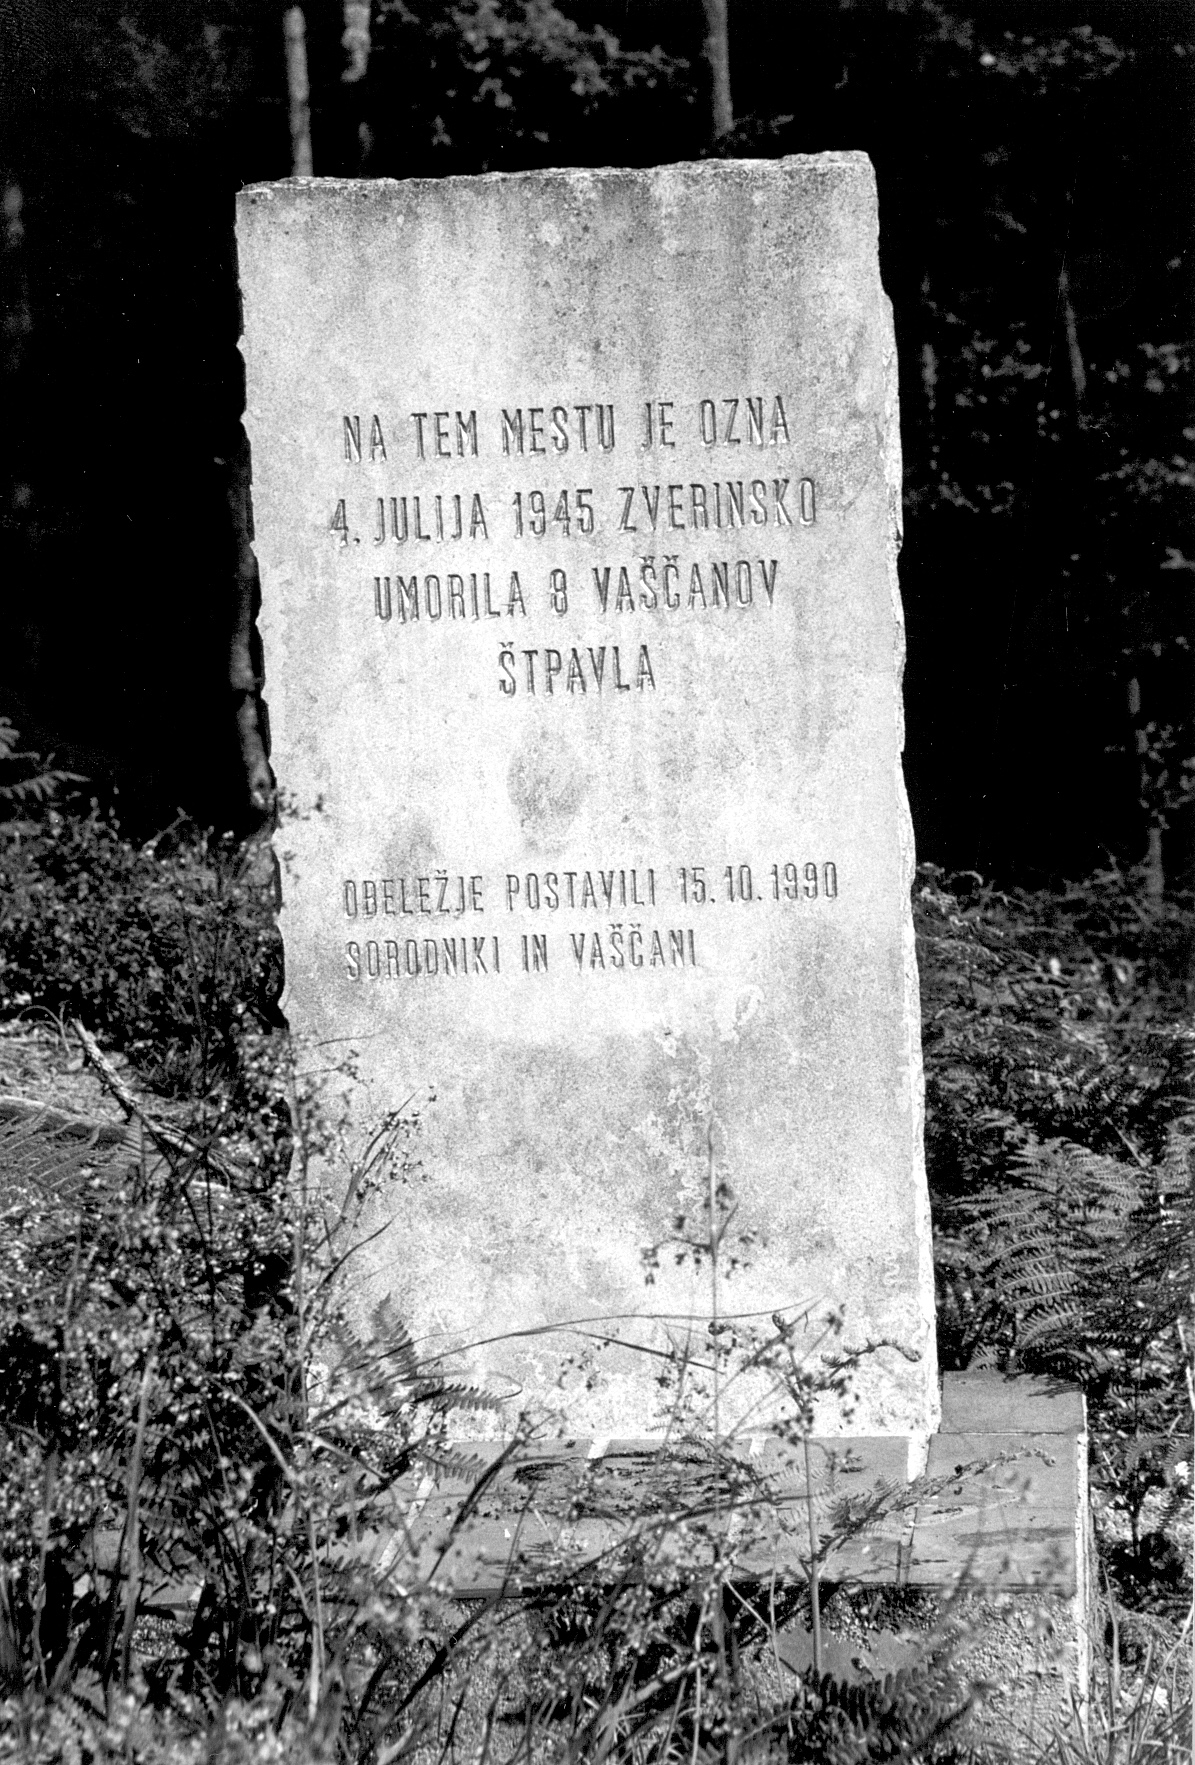 NA TEM MESTU JE OZNA
4. JULIJA 1945 ZVERINSKO
UMORILA 8 VAŠČANOV
ŠTPAVLA
OBELEŽJE POSTAVILI 15.10.1990
SORODNIKI IN VAŠČANI